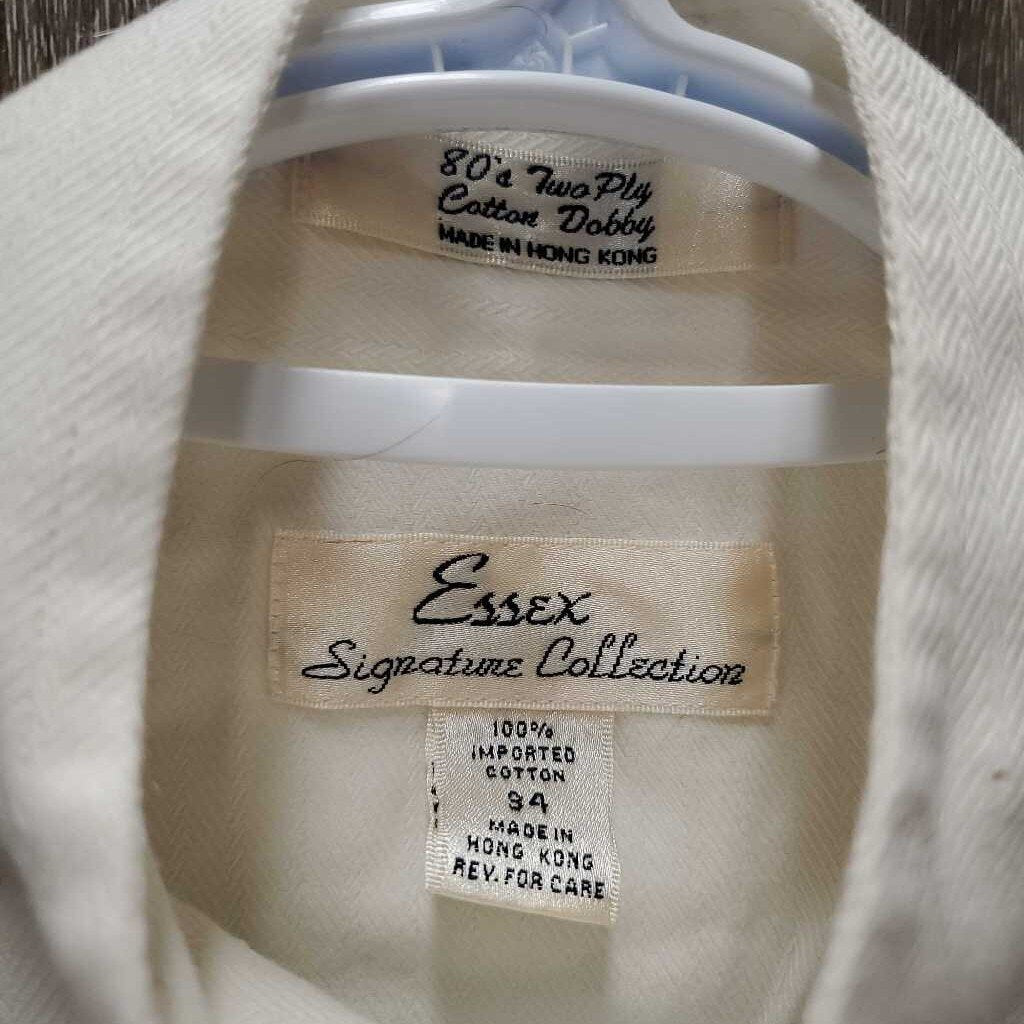 80's Two Ply
Cotton Dobby
MADE IN HONG KONG
Essex
Signature Collection
100%
IMPORTED
COTTON
34
MADE IN
HONG KONG
REV. FOR CARE